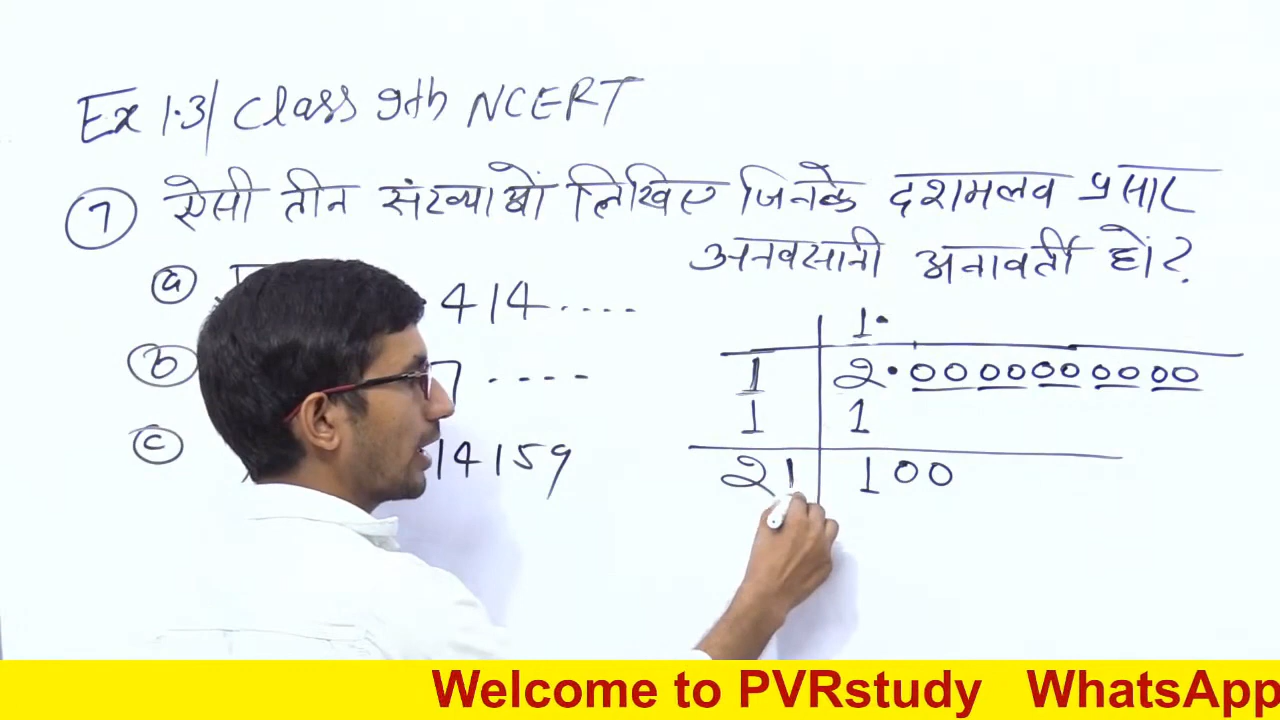 Ex 1.3/ Class 9th NCERT
7 ऐसी तीन संख्याओं लिखिए जिनके दशमलव प्रसार
अनवसानी अनावर्ती हों?
a 414....
b 7....
c 14159
1.
1 2.0000000000
1 1
21 100
Welcome to PVRstudy WhatsApp